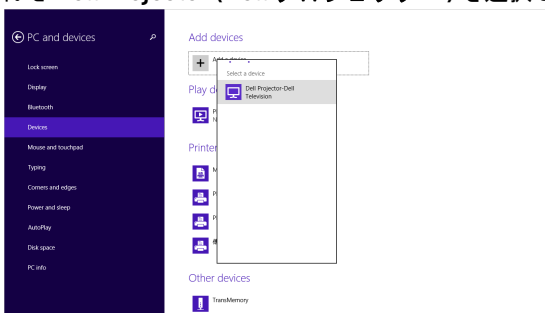 PC and devices
Lock screen
Display
Bluetooth
Devices
Mouse and touchpad
Typing
Corners and edges
Power and sleep
AutoPlay
Disk space
PC info
Add devices
Select a device
Dell Projector-Dell
Television
Play d
Printer
Other devices
TransMemory